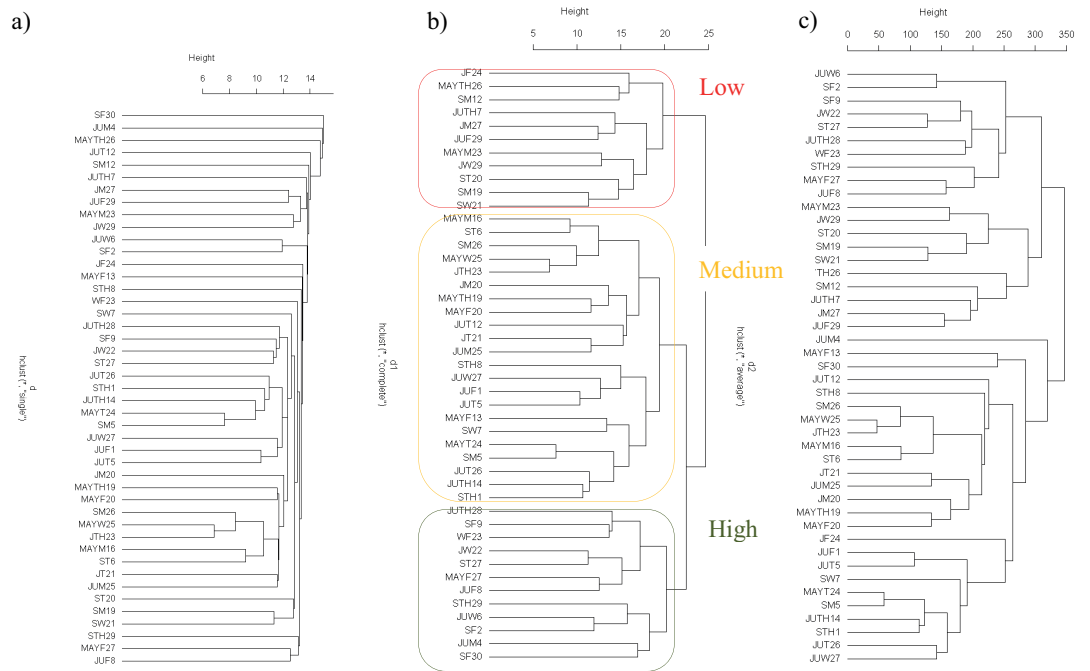 a)
Height
6 8 10 12 14
SF30
JUM4
MAYTH26
JUT12
SM12
JUTH7
JM27
JUF29
MAYM23
JW29
JUW6
SF2
JF24
MAYF13
STH8
WF23
SW7
JUTH28
SF9
JW22
ST27
JUT26
STH1
JUTH14
MAYT24
SM5
JUW27
JUF1
JUT5
JM20
MAYTH19
MAYF20
SM26
MAYW25
JTH23
MAYM16
ST6
JT21
JUM25
ST20
SM19
SW21
STH29
MAYF27
JUF8
d
hclust (*, "single")
b)
Height
5 10 15 20 25
JF24
MAYTH26
SM12
JUTH7
JM27
JUF29
MAYM23
JW29
ST20
SM19
SW21
MAYM16
ST6
SM26
MAYW25
JTH23
JM20
MAYTH19
MAYF20
JUT12
JT21
JUM25
STH8
JUW27
JUF1
JUT5
MAYF13
SW7
MAYT24
SM5
JUT26
JUTH14
STH1
JUTH28
SF9
WF23
JW22
ST27
MAYF27
JUF8
STH29
JUW6
SF2
JUM4
SF30
Low
Medium
High
d1
hclust (*, "complete")
c)
Height
0 50 100 150 200 250 300 350
JUW6
SF2
SF9
JW22
ST27
JUTH28
WF23
STH29
MAYF27
JUF8
MAYM23
JW29
ST20
SM19
SW21
'TH26
SM12
JUTH7
JM27
JUF29
JUM4
MAYF13
SF30
JUT12
STH8
SM26
MAYW25
JTH23
MAYM16
ST6
JT21
JUM25
JM20
MAYTH19
MAYF20
JF24
JUF1
JUT5
SW7
MAYT24
SM5
JUTH14
STH1
JUT26
JUW27
d2
hclust (*, "average")